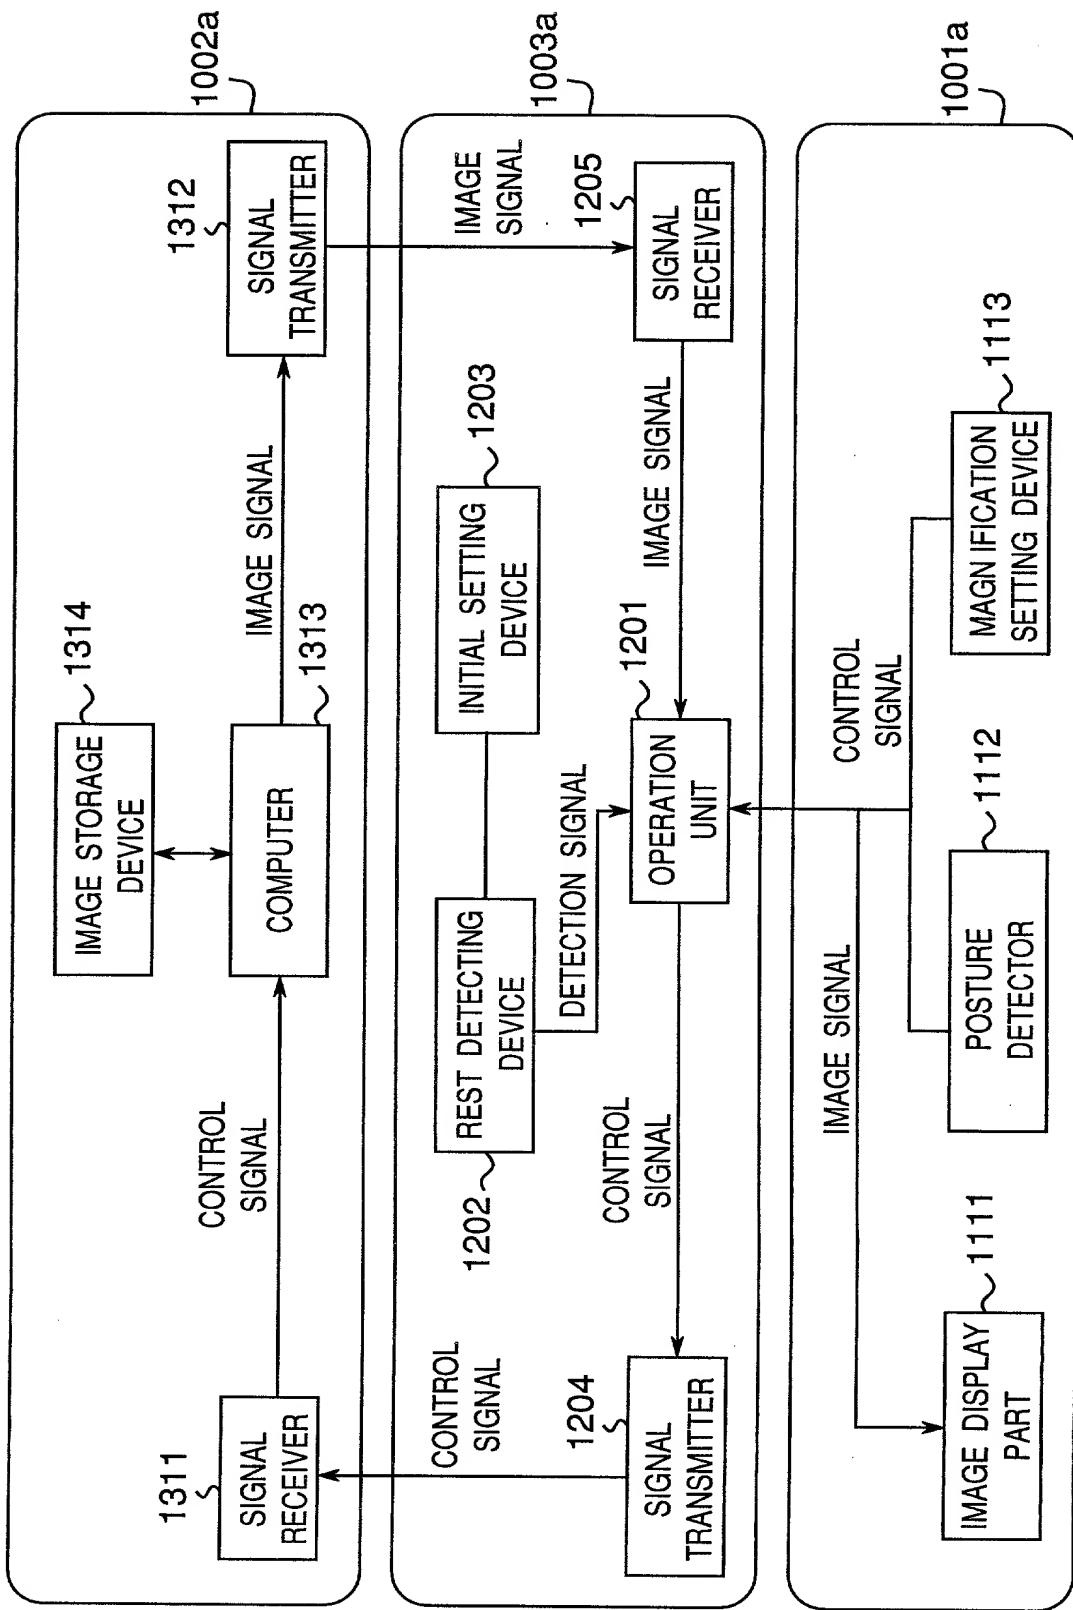 1002a
1314
IMAGE STORAGE
DEVICE
1311
SIGNAL
RECEIVER
CONTROL
SIGNAL
COMPUTER
1313
IMAGE SIGNAL
1312
SIGNAL
TRANSMITTER
1003a
CONTROL
SIGNAL
1202
REST DETECTING
DEVICE
INITIAL SETTING
DEVICE
1203
IMAGE
SIGNAL
DETECTION SIGNAL
1204
SIGNAL
TRANSMITTER
CONTROL
SIGNAL
OPERATION
UNIT
1201
IMAGE SIGNAL
1205
SIGNAL
RECEIVER
1001a
IMAGE SIGNAL
CONTROL
SIGNAL
IMAGE DISPLAY
PART
1111
POSTURE
DETECTOR
1112
MAGNIFICATION
SETTING DEVICE
1113